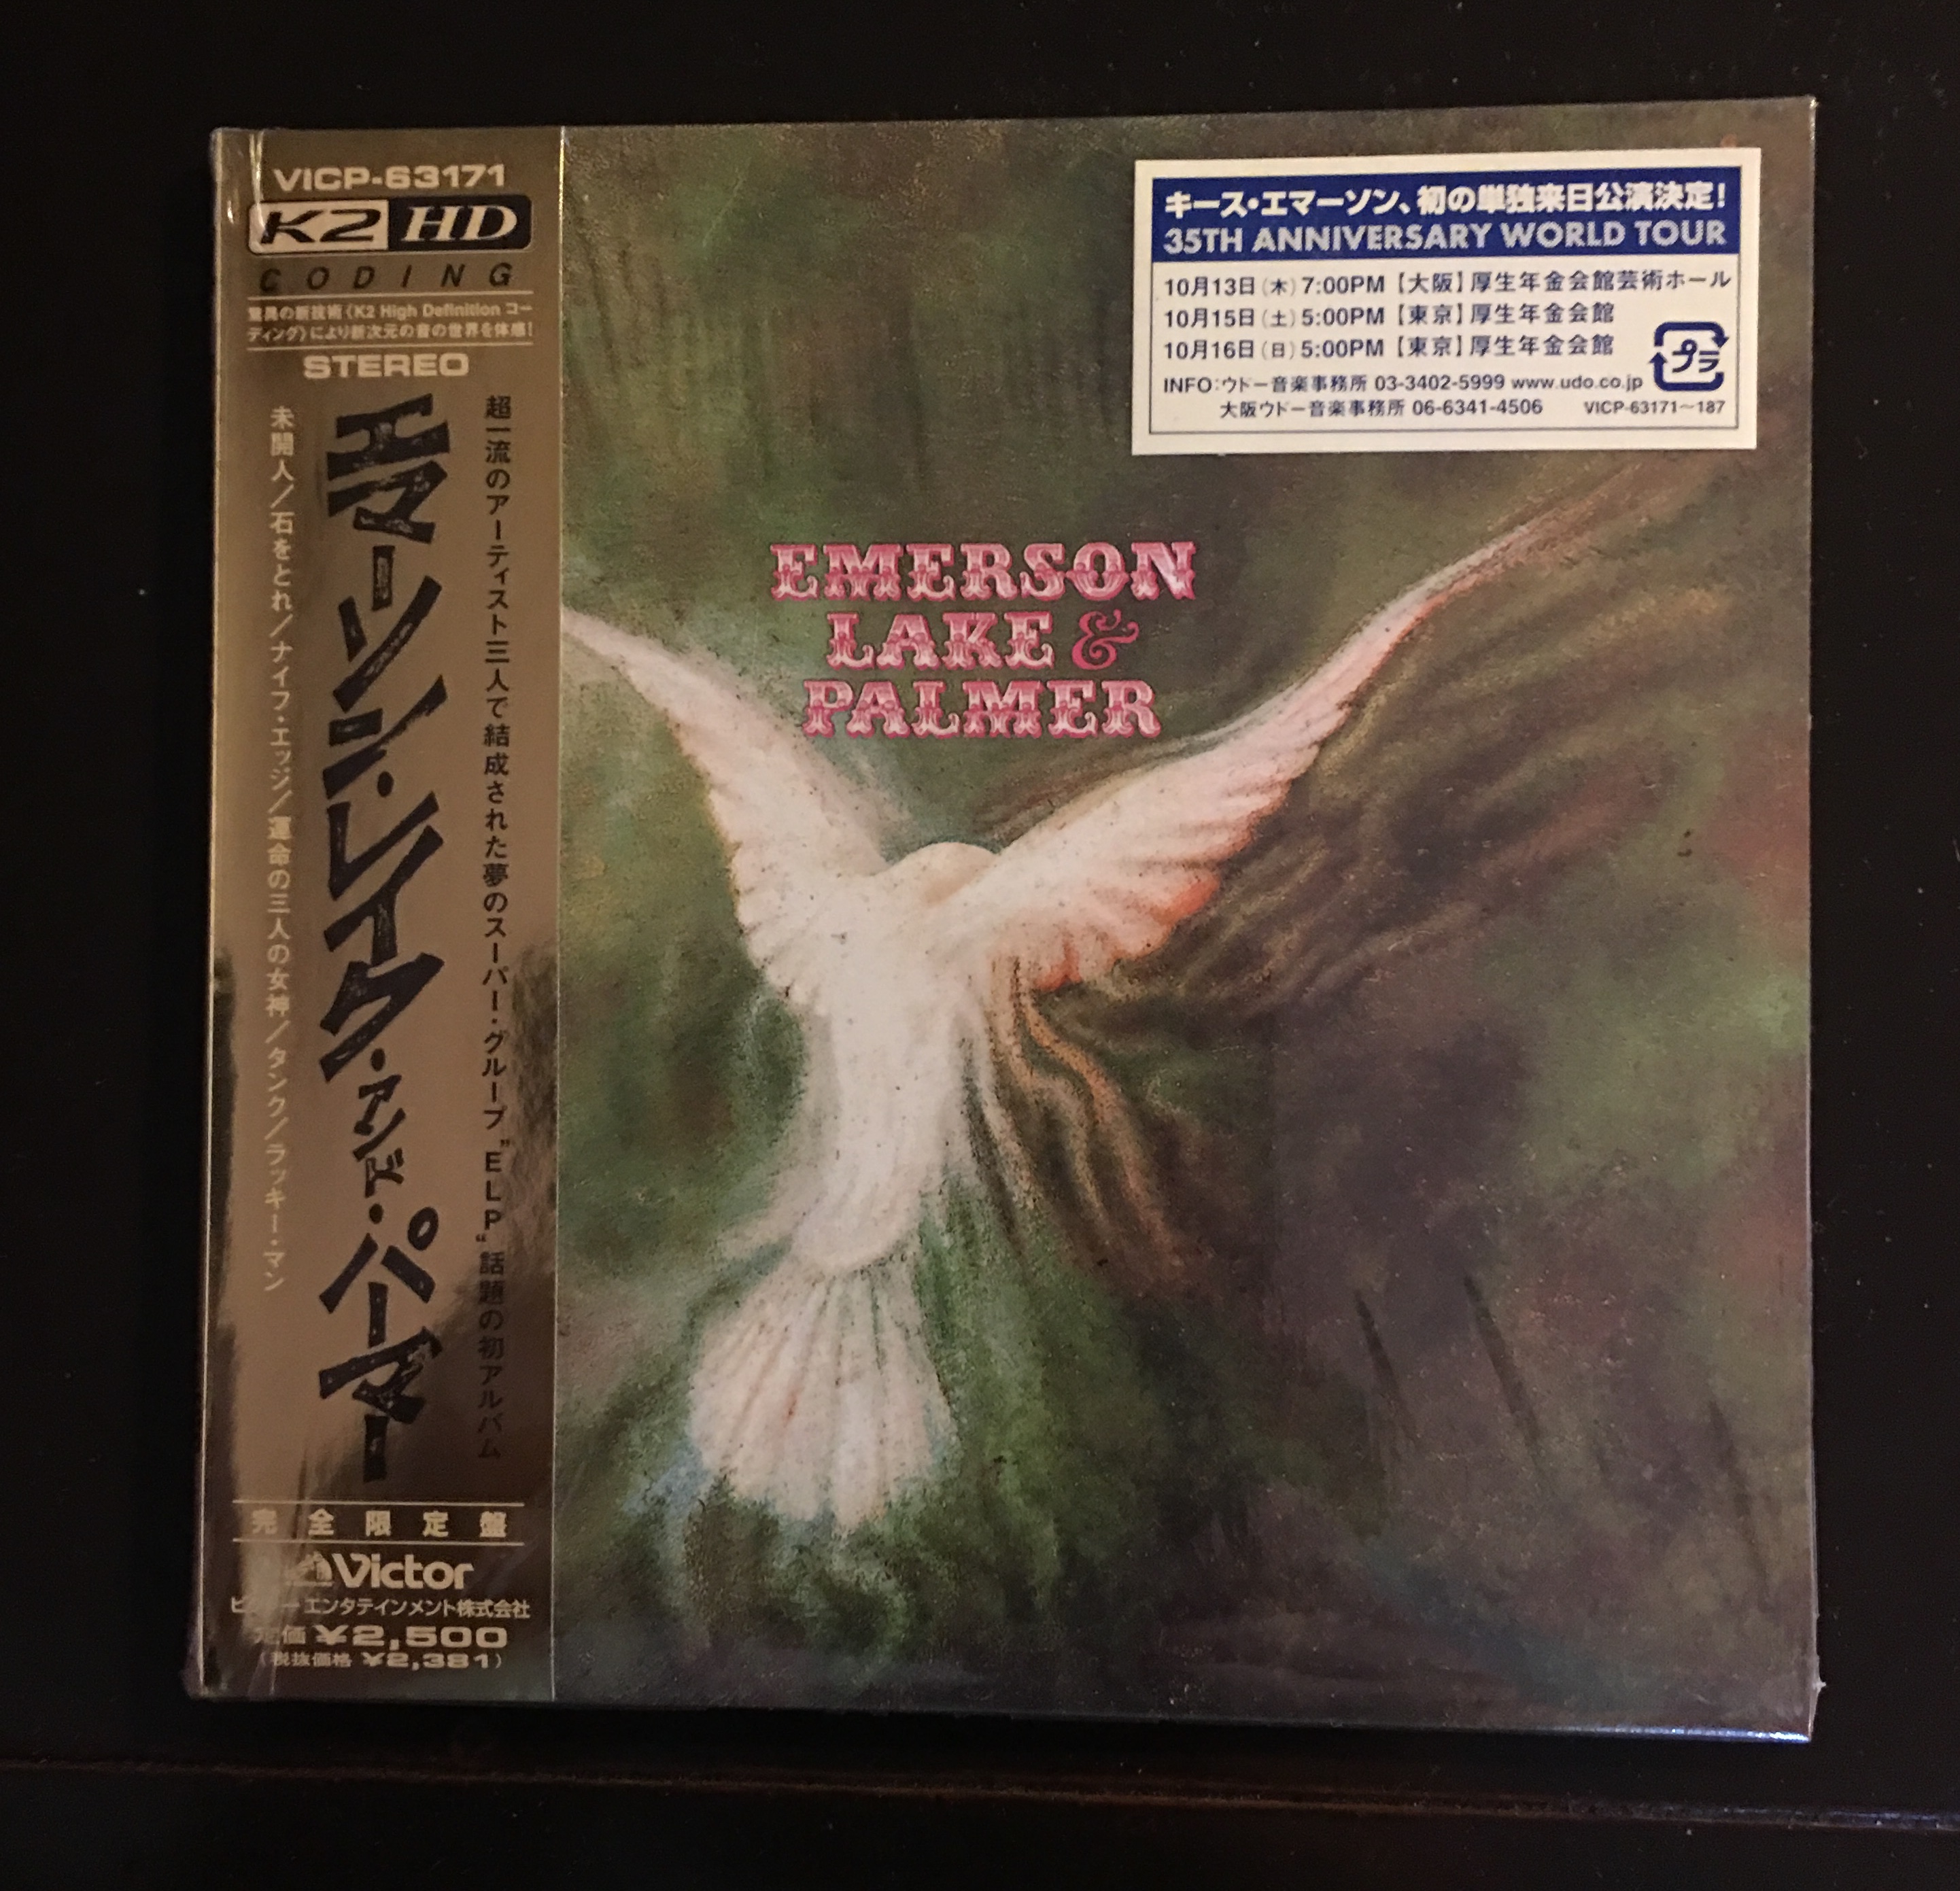 VICP-63171
K2 HD
CODING
驚異の新技術《K2 High Definition コー
ディング》により新次元の音の世界を体感!
STEREO
超一流のアーティスト三人で結成された夢のスーパー・グループ"ELP"話題の初アルバム
エマーソン・レイク・アンド・パーマー
未開人/石をとれ/ナイフ・エッジ/運命の三人の女神/タンク/ラッキー・マン
完全限定盤
Victor
エンタテインメント株式会社
定価 ¥2,500
(税抜価格 ¥2,381)
キース・エマーソン、初の単独来日公演決定!
35TH ANNIVERSARY WORLD TOUR
10月13日(木)7:00PM【大阪】厚生年金会館芸術ホール
10月15日(土)5:00PM【東京】厚生年金会館
10月16日(日)5:00PM【東京】厚生年金会館
プラ
INFO:ウドー音楽事務所 03-3402-5999 www.udo.co.jp
大阪ウドー音楽事務所 06-6341-4506 VICP-63171~187
EMERSON
LAKE &
PALMER